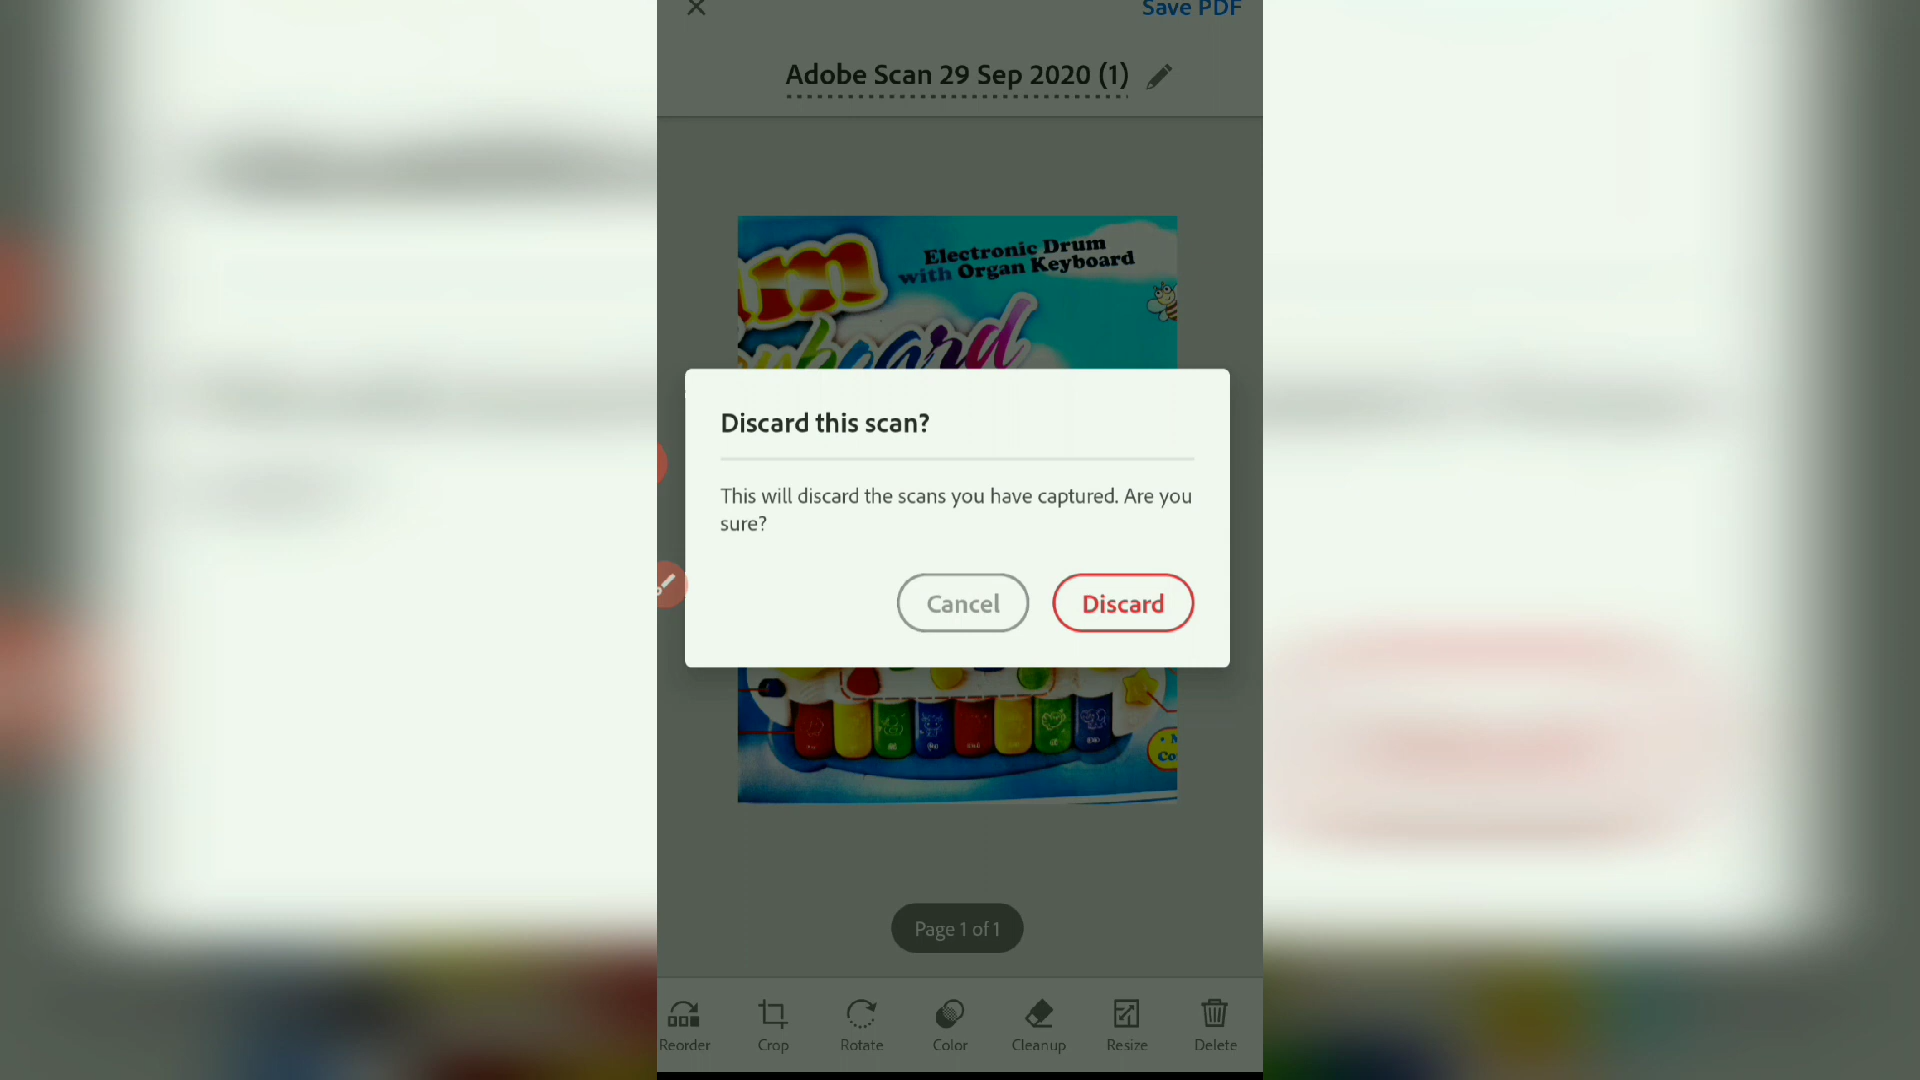 Save PDF
Adobe Scan 29 Sep 2020 (1)
Electronic Drum
with Organ Keyboard
Discard this scan?
This will discard the scans you have captured. Are you
sure?
Cancel
Discard
Page 1 of 1
Reorder
Crop
Rotate
Color
Cleanup
Resize
Delete